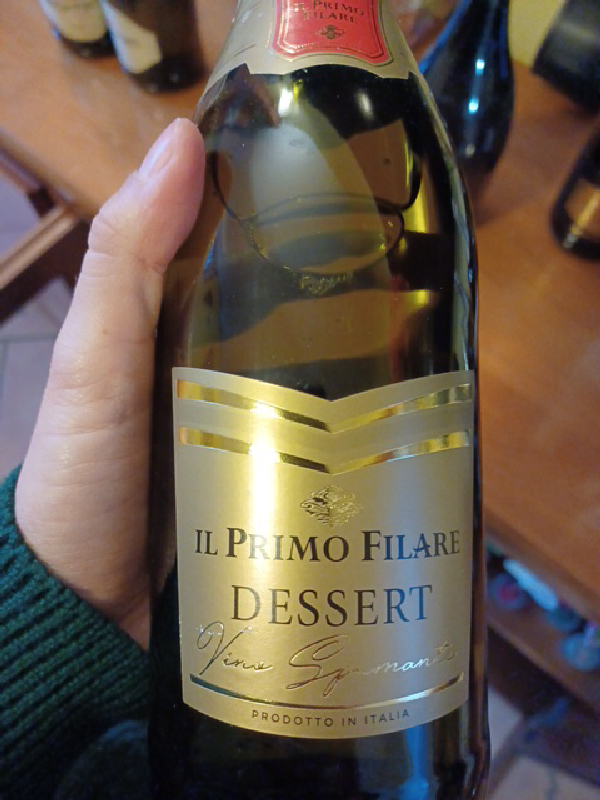 IL PRIMO
FILARE
IL PRIMO FILARE
DESSERT
Vino Spumante
PRODOTTO IN ITALIA